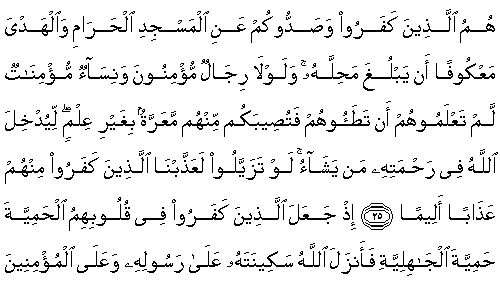 هُمُ ٱلَّذِينَ كَفَرُوا۟ وَصَدُّوكُمْ عَنِ ٱلْمَسْجِدِ ٱلْحَرَامِ وَٱلْهَدْىَ
مَعْكُوفًا أَن يَبْلُغَ مَحِلَّهُۥ ۚ وَلَوْلَا رِجَالٌ مُّؤْمِنُونَ وَنِسَآءٌ مُّؤْمِنَـٰتٌ
لَّمْ تَعْلَمُوهُمْ أَن تَطَـُٔوهُمْ فَتُصِيبَكُم مِّنْهُم مَّعَرَّةٌۢ بِغَيْرِ عِلْمٍ ۖ لِّيُدْخِلَ
ٱللَّهُ فِى رَحْمَتِهِۦ مَن يَشَآءُ ۚ لَوْ تَزَيَّلُوا۟ لَعَذَّبْنَا ٱلَّذِينَ كَفَرُوا۟ مِنْهُمْ
عَذَابًا أَلِيمًا ﴿٢٥﴾ إِذْ جَعَلَ ٱلَّذِينَ كَفَرُوا۟ فِى قُلُوبِهِمُ ٱلْحَمِيَّةَ
حَمِيَّةَ ٱلْجَـٰهِلِيَّةِ فَأَنزَلَ ٱللَّهُ سَكِينَتَهُۥ عَلَىٰ رَسُولِهِۦ وَعَلَى ٱلْمُؤْمِنِينَ